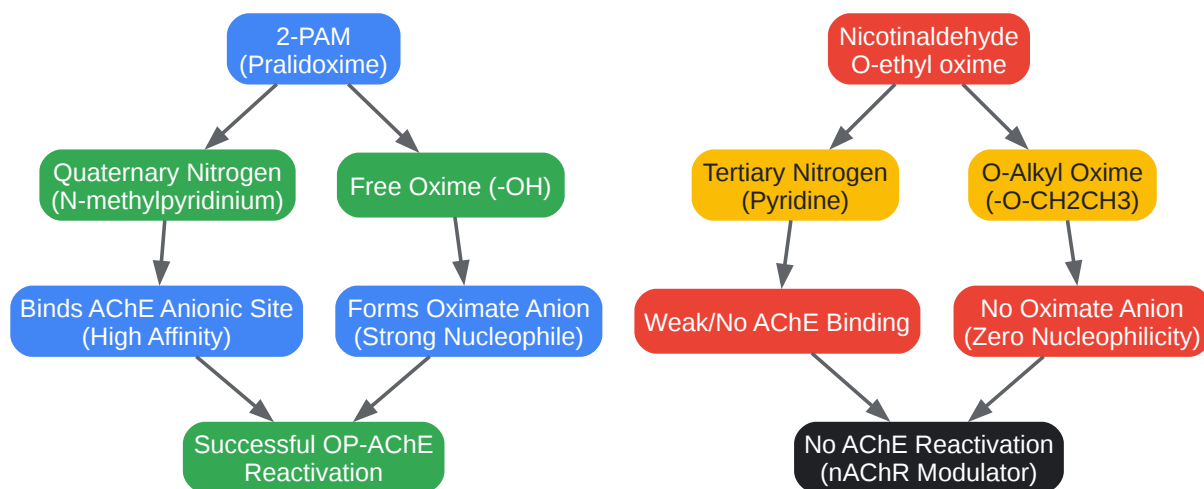 2-PAM
(Pralidoxime)
Nicotinaldehyde
O-ethyl oxime
Quaternary Nitrogen
(N-methylpyridinium)
Free Oxime (-OH)
Tertiary Nitrogen
(Pyridine)
O-Alkyl Oxime
(-O-CH2CH3)
Binds AChE Anionic Site
(High Affinity)
Forms Oximate Anion
(Strong Nucleophile)
Weak/No AChE Binding
No Oximate Anion
(Zero Nucleophilicity)
Successful OP-AChE
Reactivation
No AChE Reactivation
(nAChR Modulator)